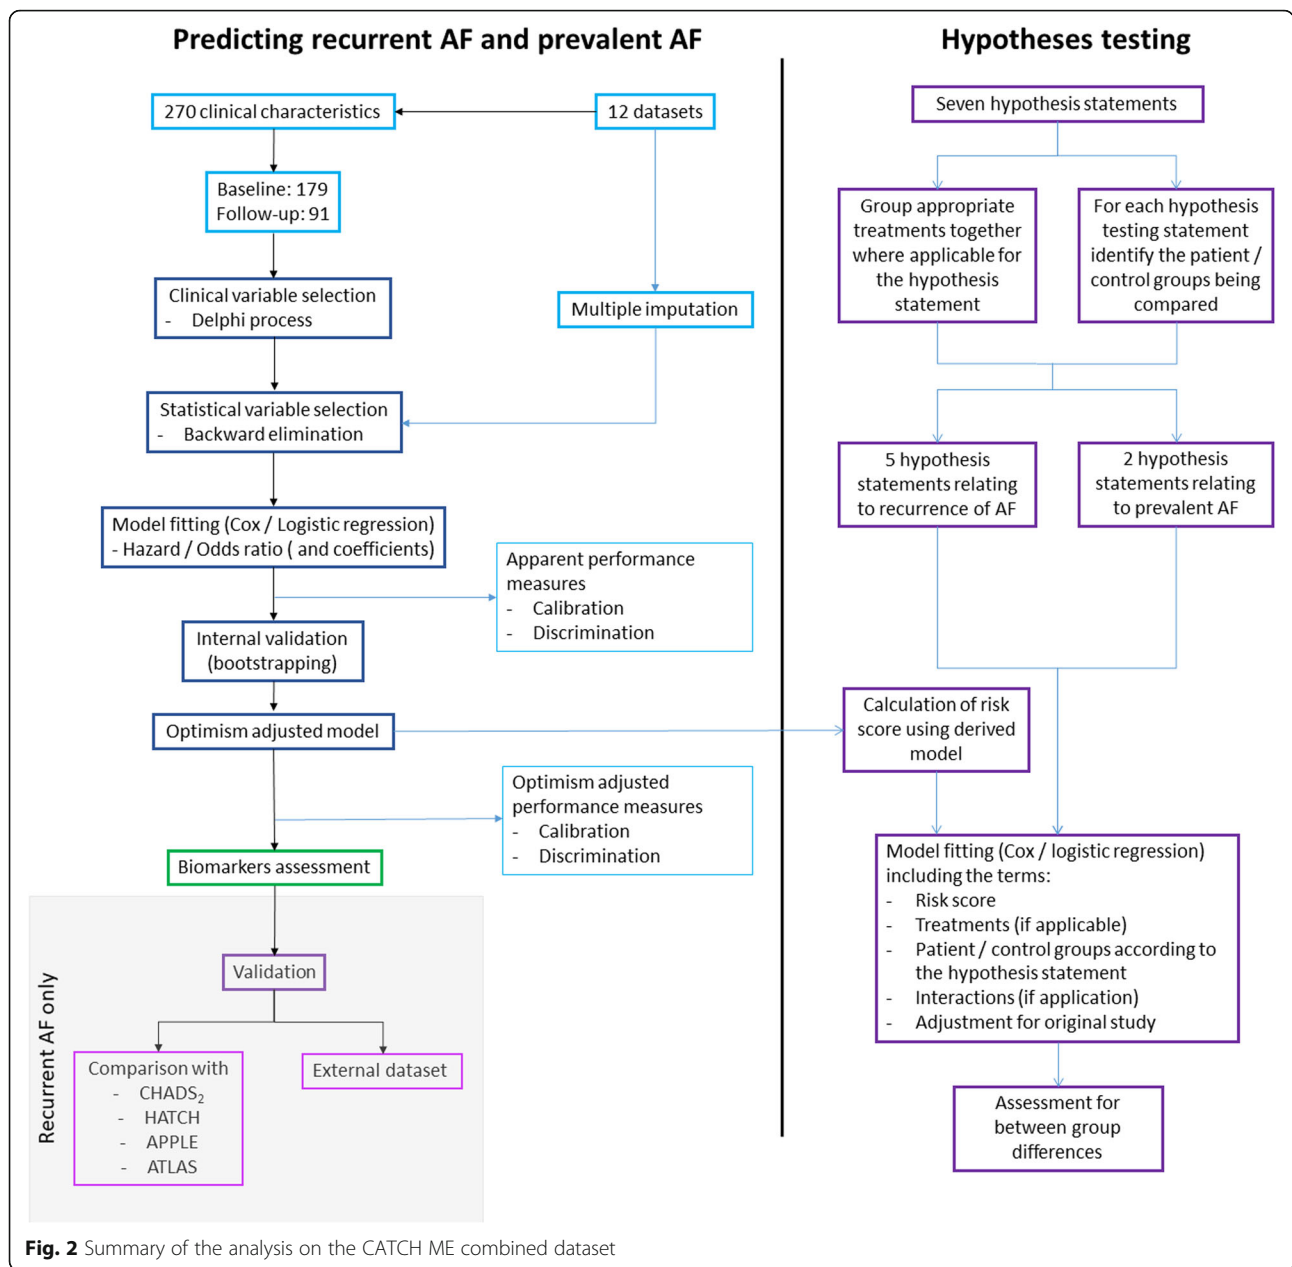 Predicting recurrent AF and prevalent AF
270 clinical characteristics
12 datasets
Baseline: 179
Follow-up: 91
Clinical variable selection
- Delphi process
Multiple imputation
Statistical variable selection
- Backward elimination
Model fitting (Cox / Logistic regression)
- Hazard / Odds ratio ( and coefficients)
Apparent performance
measures
- Calibration
- Discrimination
Internal validation
(bootstrapping)
Optimism adjusted model
Optimism adjusted
performance measures
- Calibration
- Discrimination
Biomarkers assessment
Recurrent AF only
Validation
Comparison with
- CHADS₂
- HATCH
- APPLE
- ATLAS
External dataset
Hypotheses testing
Seven hypothesis statements
Group appropriate
treatments together
where applicable for
the hypothesis
statement
For each hypothesis
testing statement
identify the patient /
control groups being
compared
5 hypothesis
statements relating
to recurrence of AF
2 hypothesis
statements relating
to prevalent AF
Calculation of risk
score using derived
model
Model fitting (Cox / logistic regression)
including the terms:
- Risk score
- Treatments (if applicable)
- Patient / control groups according to
the hypothesis statement
- Interactions (if application)
- Adjustment for original study
Assessment for
between group
differences
Fig. 2 Summary of the analysis on the CATCH ME combined dataset